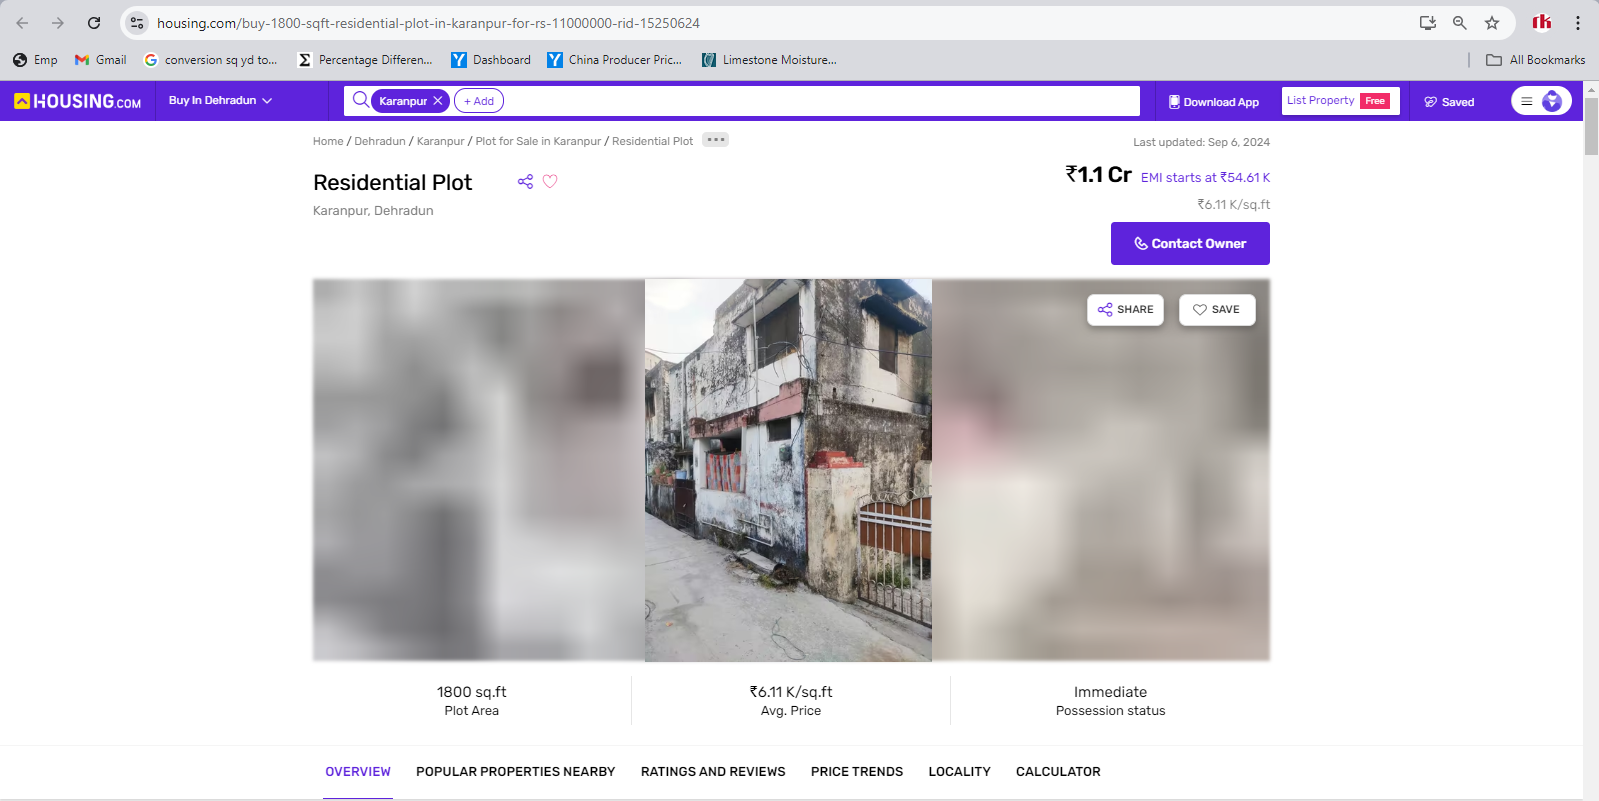 housing.com/buy-1800-sqft-residential-plot-in-karanpur-for-rs-11000000-rid-15250624
Emp Gmail conversion sq yd to... Percentage Differen... Dashboard China Producer Pric... Limestone Moisture... All Bookmarks
HOUSING.COM Buy In Dehradun Karanpur + Add Download App List Property Free Saved
Home / Dehradun / Karanpur / Plot for Sale in Karanpur / Residential Plot
Last updated: Sep 6, 2024
Residential Plot
₹1.1 Cr EMI starts at ₹54.61 K
Karanpur, Dehradun
₹6.11 K/sq.ft
Contact Owner
SHARE SAVE
1800 sq.ft
Plot Area
₹6.11 K/sq.ft
Avg. Price
Immediate
Possession status
OVERVIEW POPULAR PROPERTIES NEARBY RATINGS AND REVIEWS PRICE TRENDS LOCALITY CALCULATOR